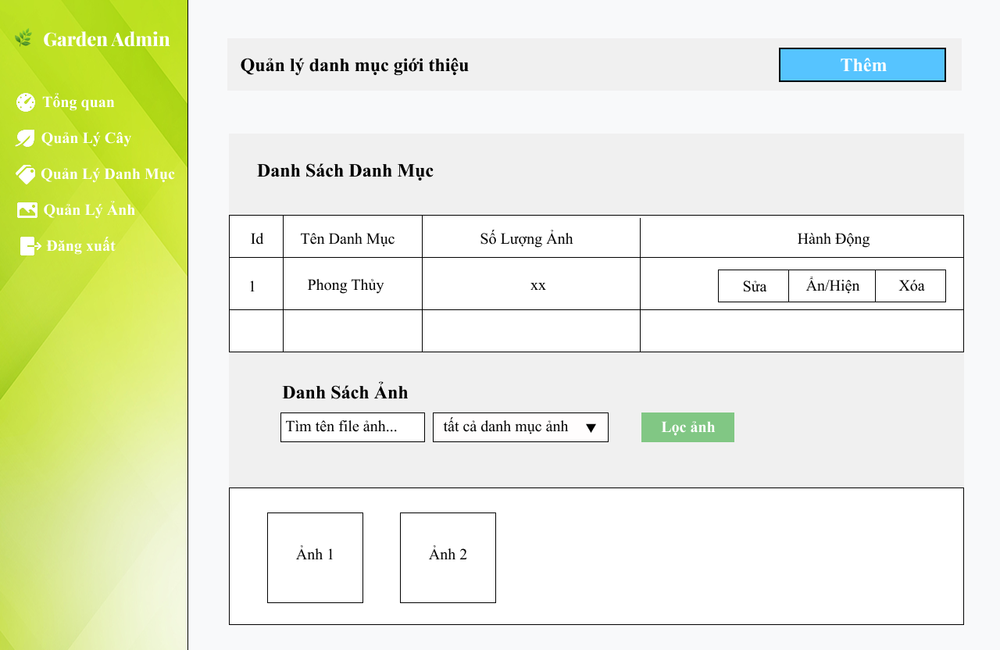 Garden Admin
Tổng quan
Quản Lý Cây
Quản Lý Danh Mục
Quản Lý Ảnh
Đăng xuất
Quản lý danh mục giới thiệu
Thêm
Danh Sách Danh Mục
Id Tên Danh Mục Số Lượng Ảnh Hành Động
1 Phong Thủy xx Sửa Ẩn/Hiện Xóa
Danh Sách Ảnh
Tìm tên file ảnh... tất cả danh mục ảnh Lọc ảnh
Ảnh 1 Ảnh 2